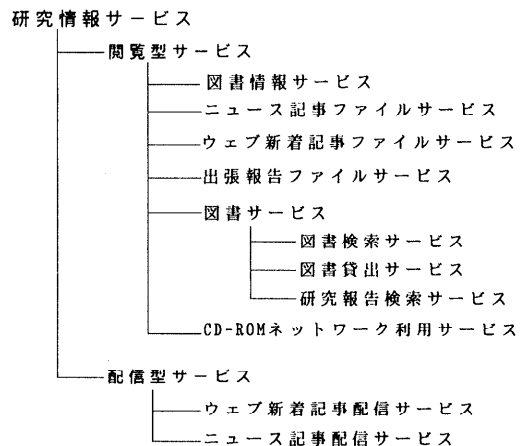 研究情報サービス
閲覧型サービス
図書情報サービス
ニュース記事ファイルサービス
ウェブ新着記事ファイルサービス
出張報告ファイルサービス
図書サービス
図書検索サービス
図書貸出サービス
研究報告検索サービス
CD-ROMネットワーク利用サービス
配信型サービス
ウェブ新着記事配信サービス
ニュース記事配信サービス